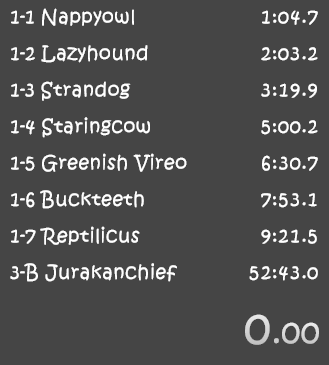 1-1 Nappyowl 1:04.7
1-2 Lazyhound 2:03.2
1-3 Strandog 3:19.9
1-4 Staringcow 5:00.2
1-5 Greenish Vireo 6:30.7
1-6 Buckteeth 7:53.1
1-7 Reptilicus 9:21.5
3-B Jurakanchief 52:43.0
0.00